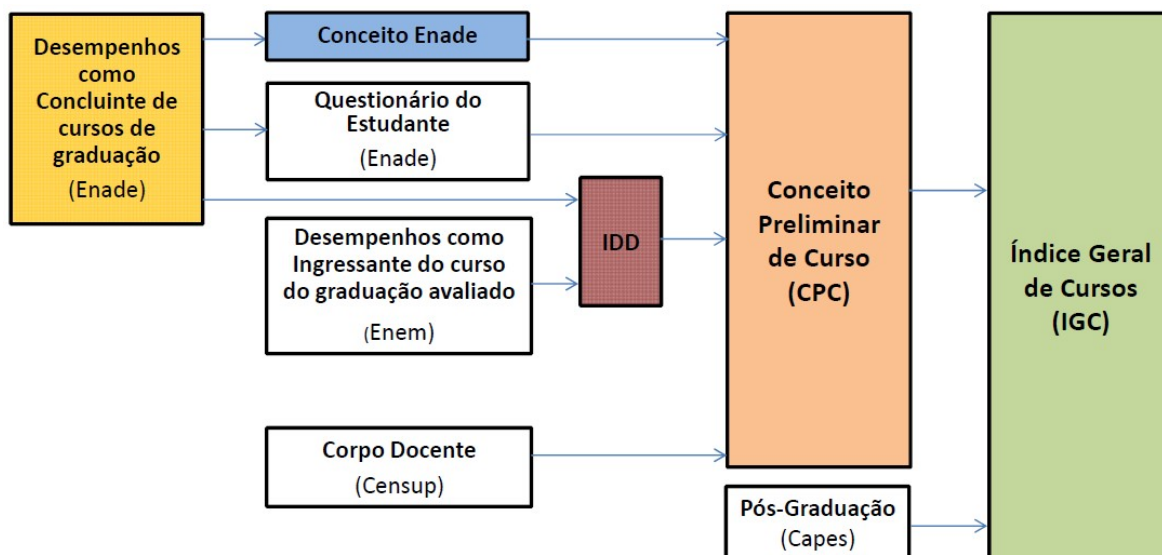 Desempenhos
como
Concluinte de
cursos de
graduação
(Enade)
Conceito Enade
Questionário do
Estudante
(Enade)
Desempenhos como
Ingressante do curso
do graduação avaliado
(Enem)
IDD
Corpo Docente
(Censup)
Conceito
Preliminar
de Curso
(CPC)
Pós-Graduação
(Capes)
Índice Geral
de Cursos
(IGC)